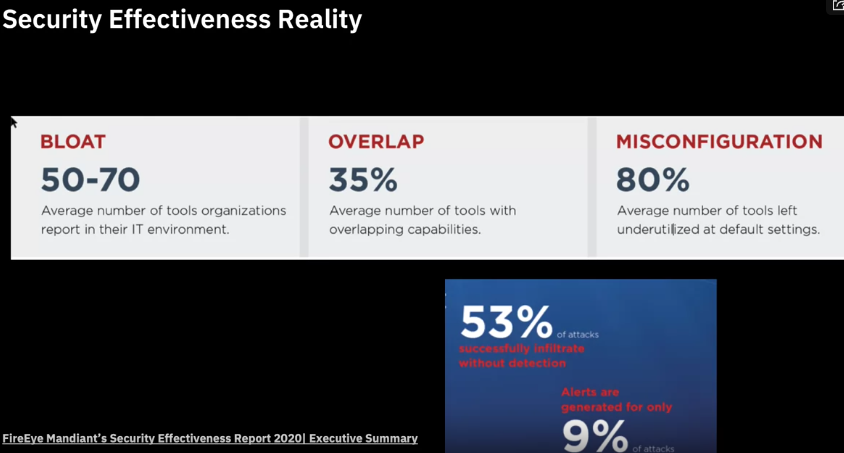 Security Effectiveness Reality
BLOAT
50-70
Average number of tools organizations
report in their IT environment.
OVERLAP
35%
Average number of tools with
overlapping capabilities.
MISCONFIGURATION
80%
Average number of tools left
underutilized at default settings.
53% of attacks
successfully infiltrate
without detection
Alerts are
generated for only
9% of attacks
FireEye Mandiant's Security Effectiveness Report 2020| Executive Summary